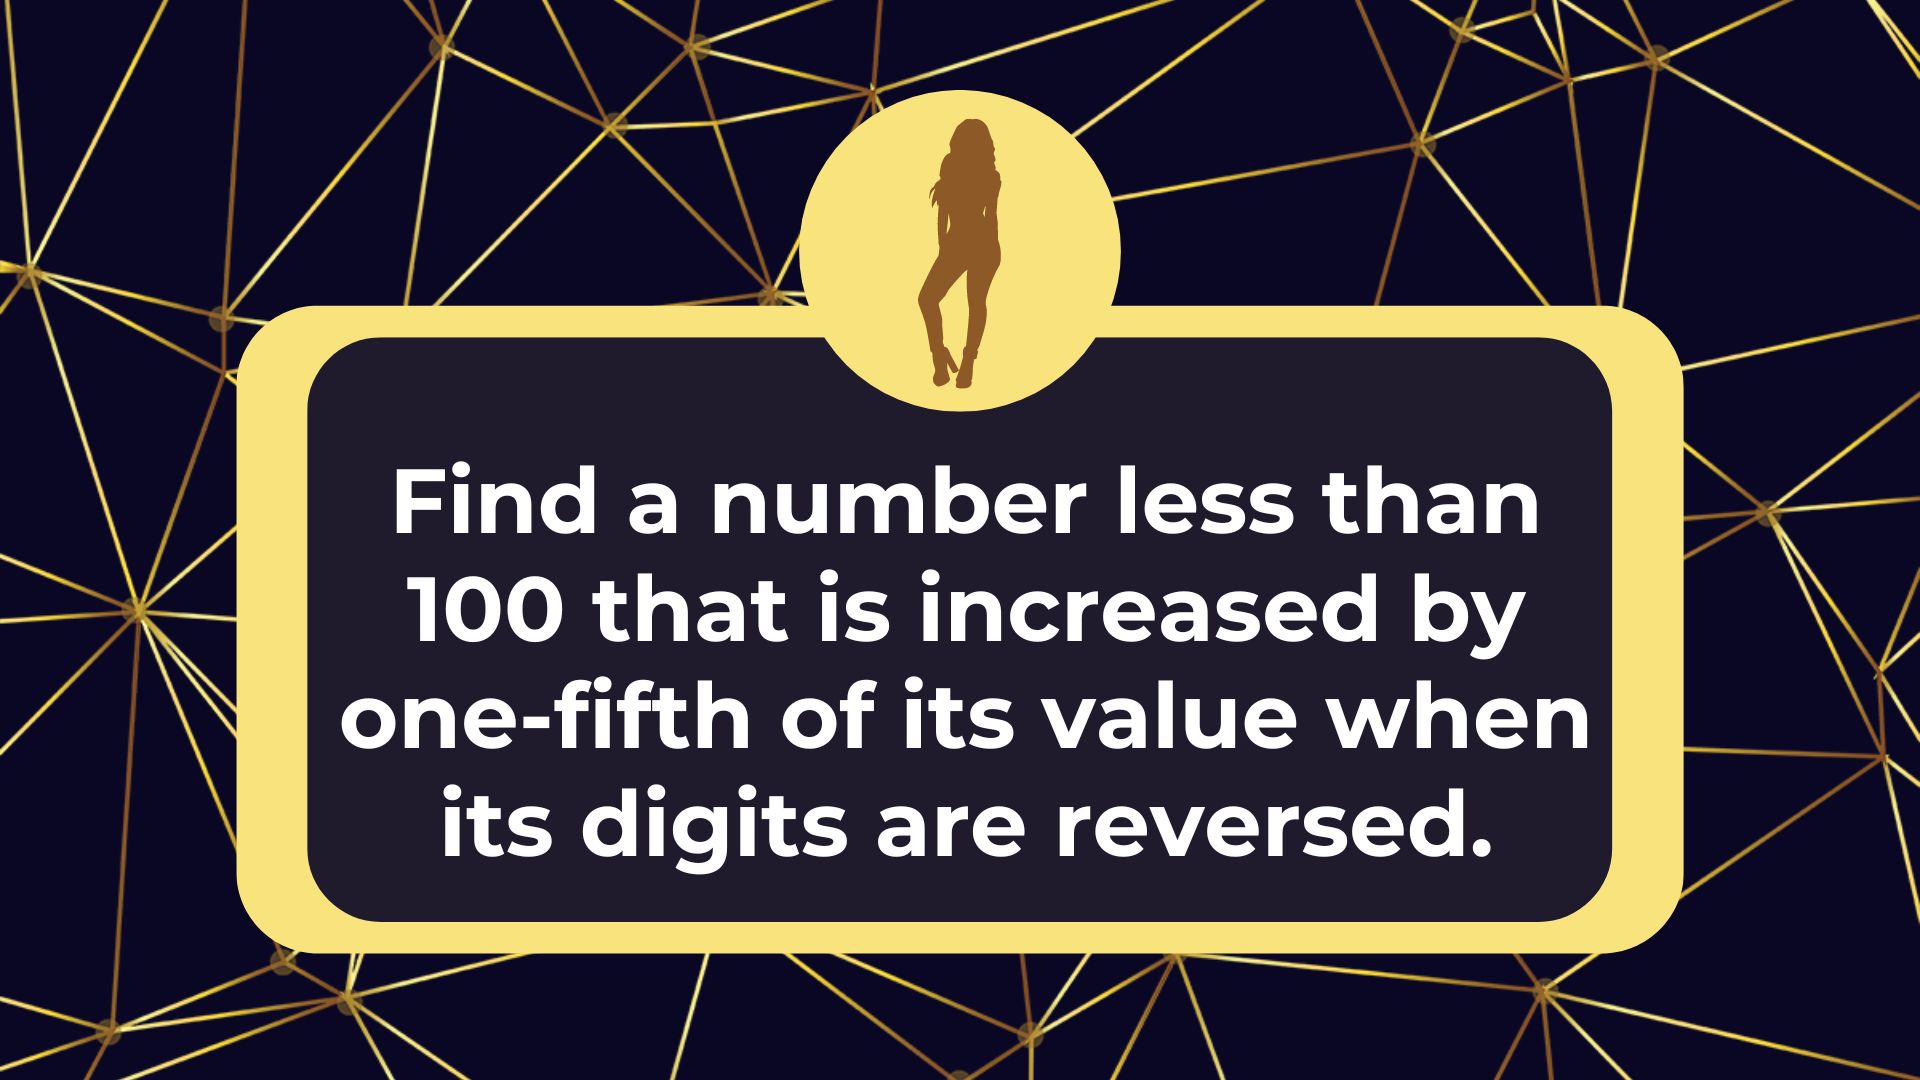 Find a number less than
100 that is increased by
one-fifth of its value when
its digits are reversed.